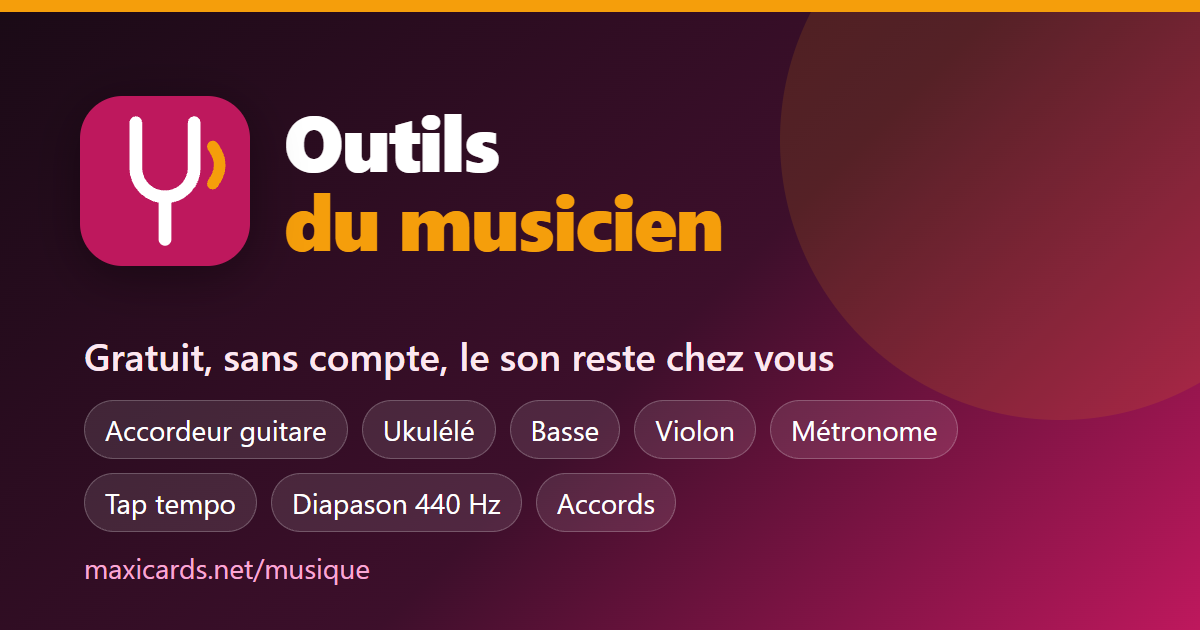 Outils
du musicien
Gratuit, sans compte, le son reste chez vous
Accordeur guitare Ukulélé Basse Violon Métronome
Tap tempo Diapason 440 Hz Accords
maxicards.net/musique